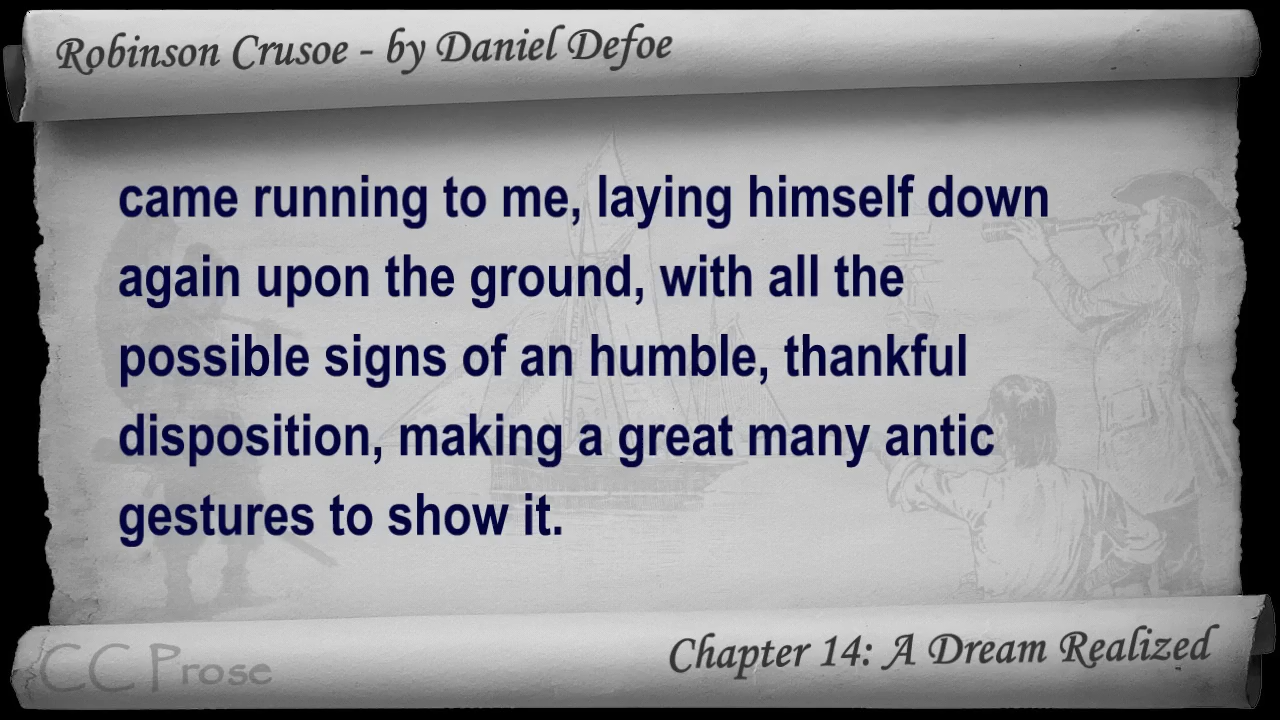 Robinson Crusoe - by Daniel Defoe
came running to me, laying himself down
again upon the ground, with all the
possible signs of an humble, thankful
disposition, making a great many antic
gestures to show it.
CC Prose
Chapter 14: A Dream Realized